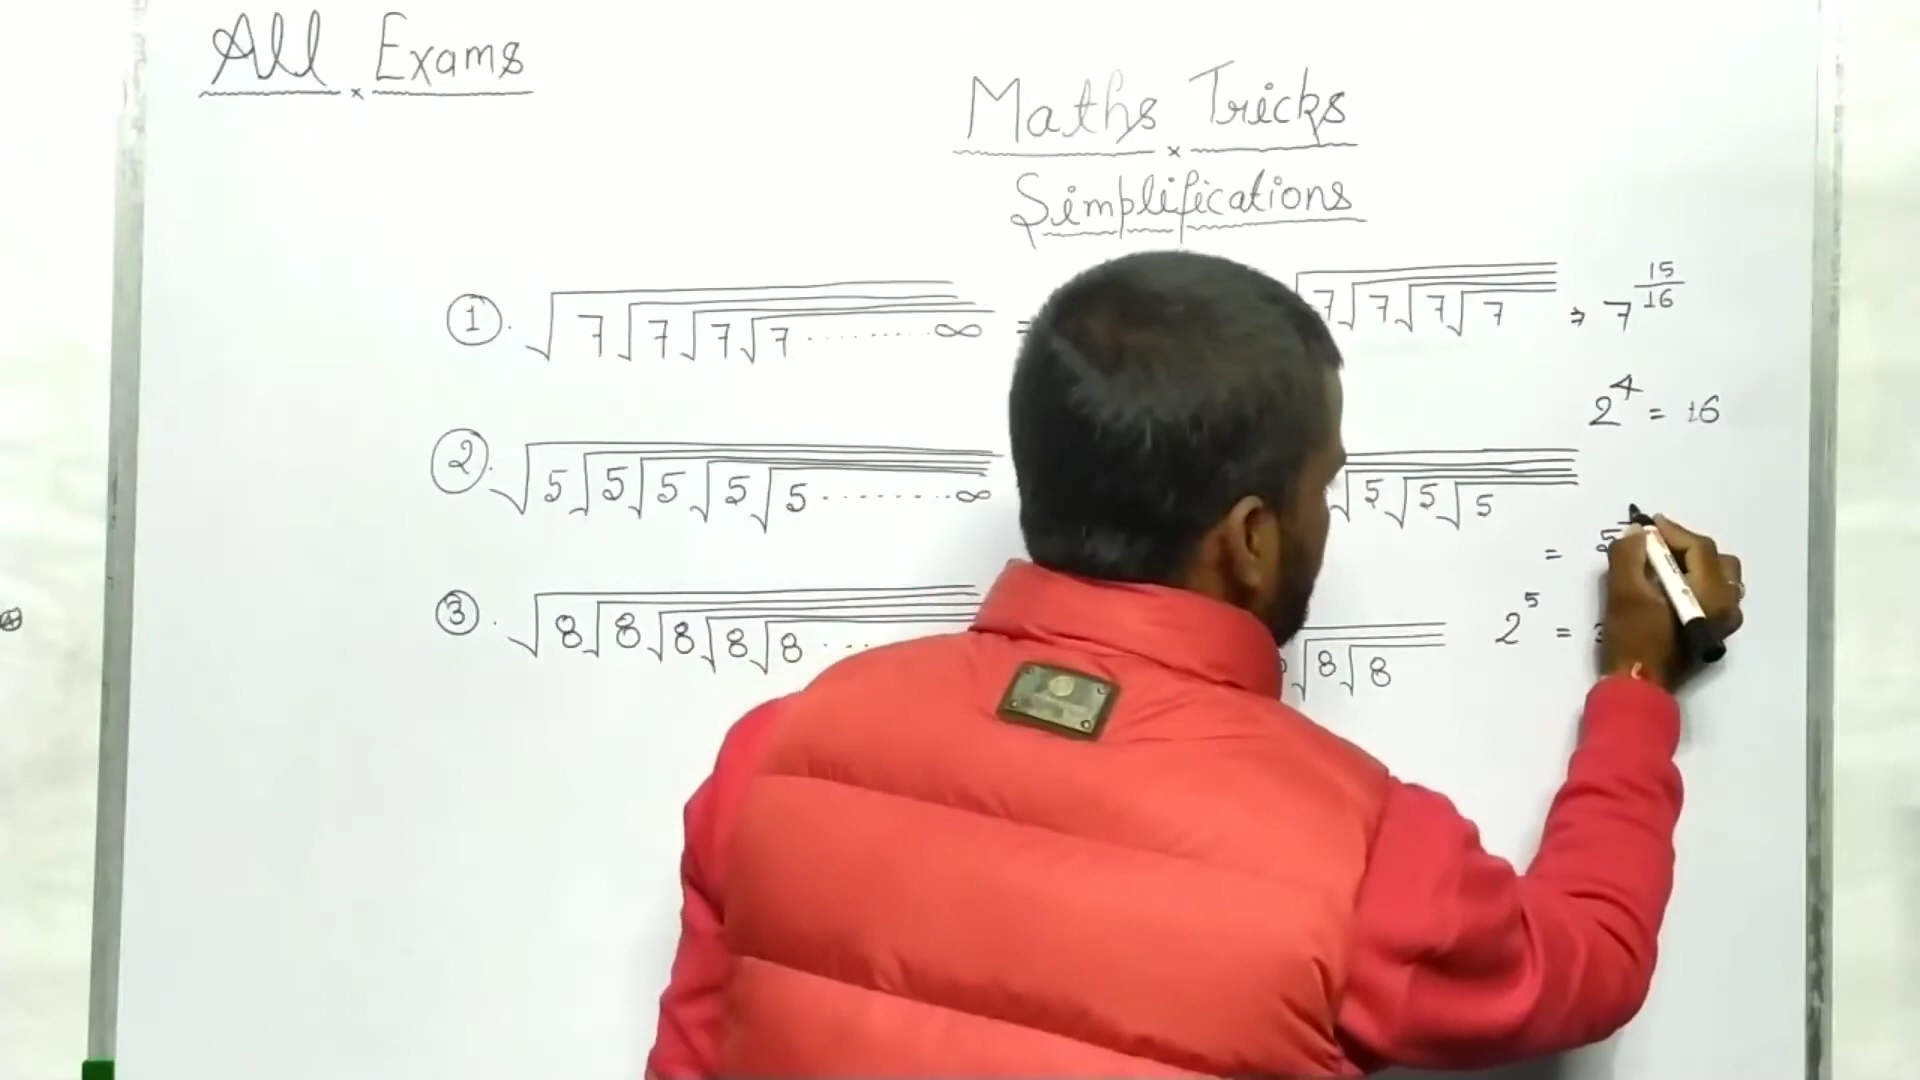 All Exams
Maths Tricks
Simplifications
1. √7√7√7√7.........∞ =
7√7√7√7 ⇒ 7^15/16
2^4 = 16
2. √5√5√5√5√5.........∞
√5√5√5
= 5
3. √8√8√8√8√8...
√8√8
2^5 = 3